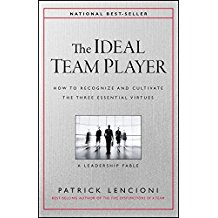 NATIONAL BEST-SELLER
The IDEAL
TEAM PLAYER
HOW TO RECOGNIZE AND CULTIVATE
THE THREE ESSENTIAL VIRTUES
A LEADERSHIP FABLE
PATRICK LENCIONI
BEST-SELLING AUTHOR OF THE FIVE DYSFUNCTIONS OF A TEAM